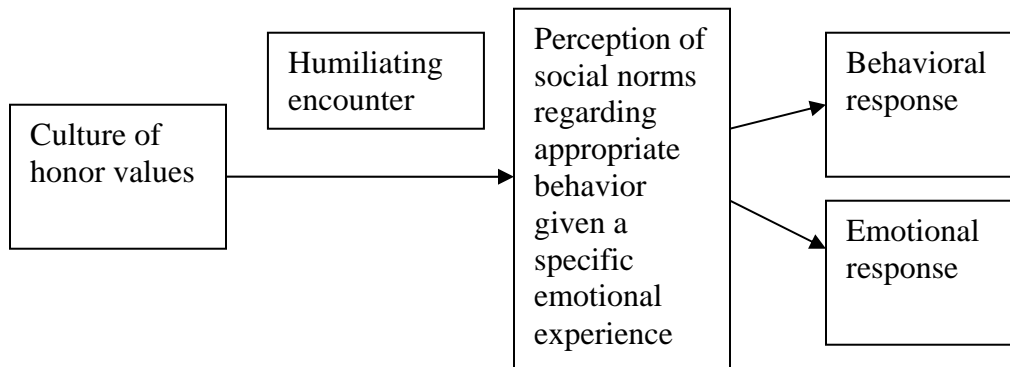 Culture of
honor values
Humiliating
encounter
Perception of
social norms
regarding
appropriate
behavior
given a
specific
emotional
experience
Behavioral
response
Emotional
response